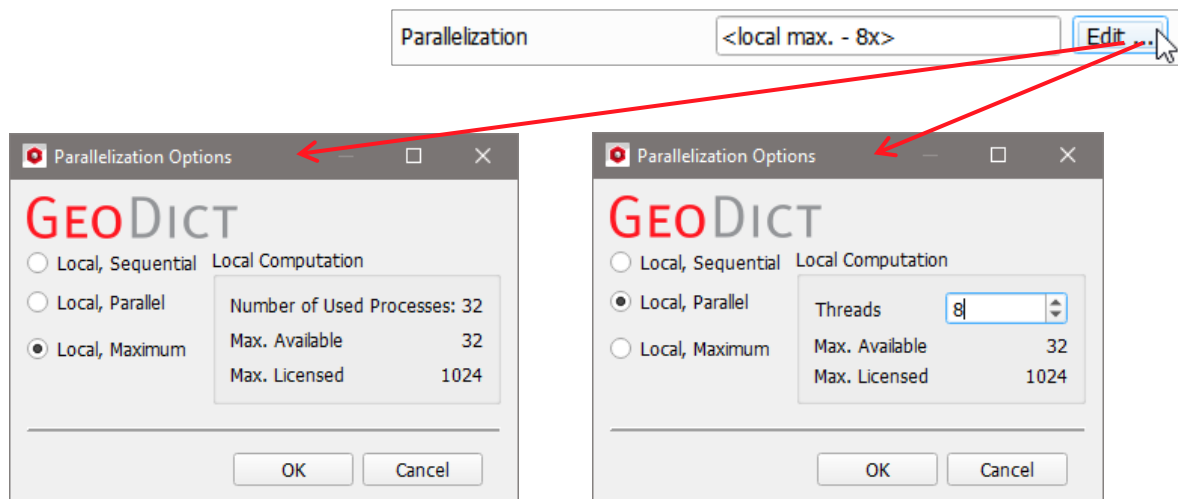 Parallelization <local max. - 8x> Edit ...
Parallelization Options
GEODICT
Local, Sequential Local Computation
Local, Parallel Number of Used Processes: 32
Local, Maximum Max. Available 32
Max. Licensed 1024
OK Cancel
Parallelization Options
GEODICT
Local, Sequential Local Computation
Local, Parallel Threads 8
Local, Maximum Max. Available 32
Max. Licensed 1024
OK Cancel